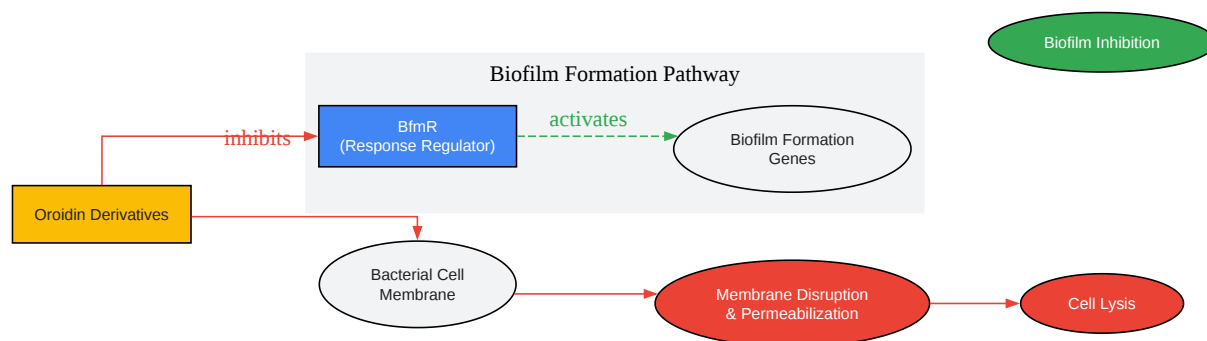 Biofilm Inhibition
Biofilm Formation Pathway
inhibits
BfmR
(Response Regulator)
activates
Biofilm Formation
Genes
Oroidin Derivatives
Bacterial Cell
Membrane
Membrane Disruption
& Permeabilization
Cell Lysis